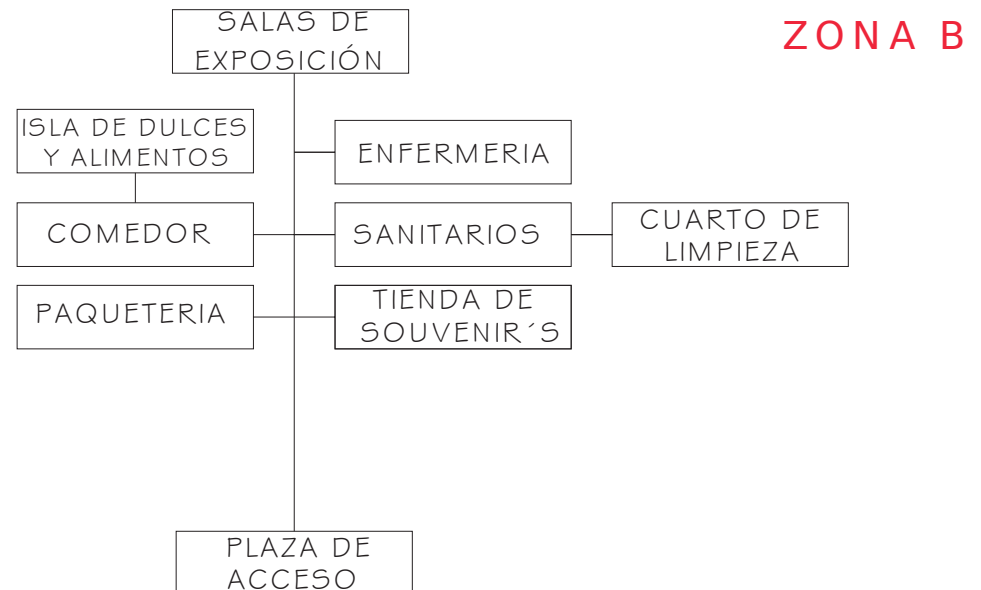 SALAS DE
EXPOSICIÓN
ZONA B
ISLA DE DULCES
Y ALIMENTOS
ENFERMERIA
COMEDOR
SANITARIOS
CUARTO DE
LIMPIEZA
PAQUETERIA
TIENDA DE
SOUVENIR´S
PLAZA DE
ACCESO